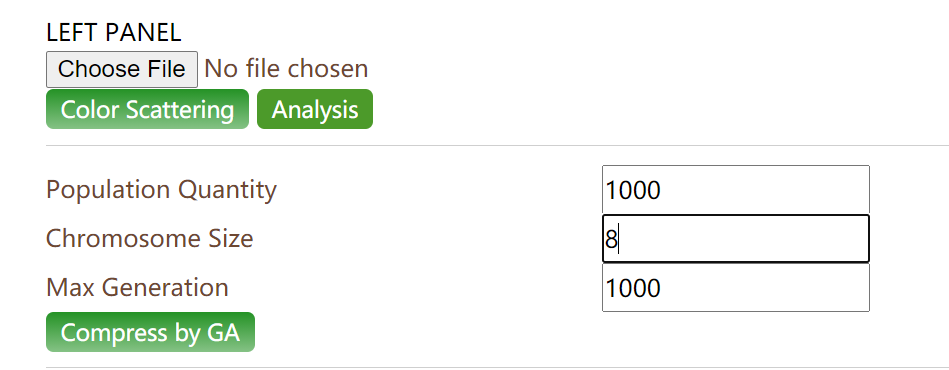 LEFT PANEL
Choose File No file chosen
Color Scattering Analysis
Population Quantity 1000
Chromosome Size 8
Max Generation 1000
Compress by GA